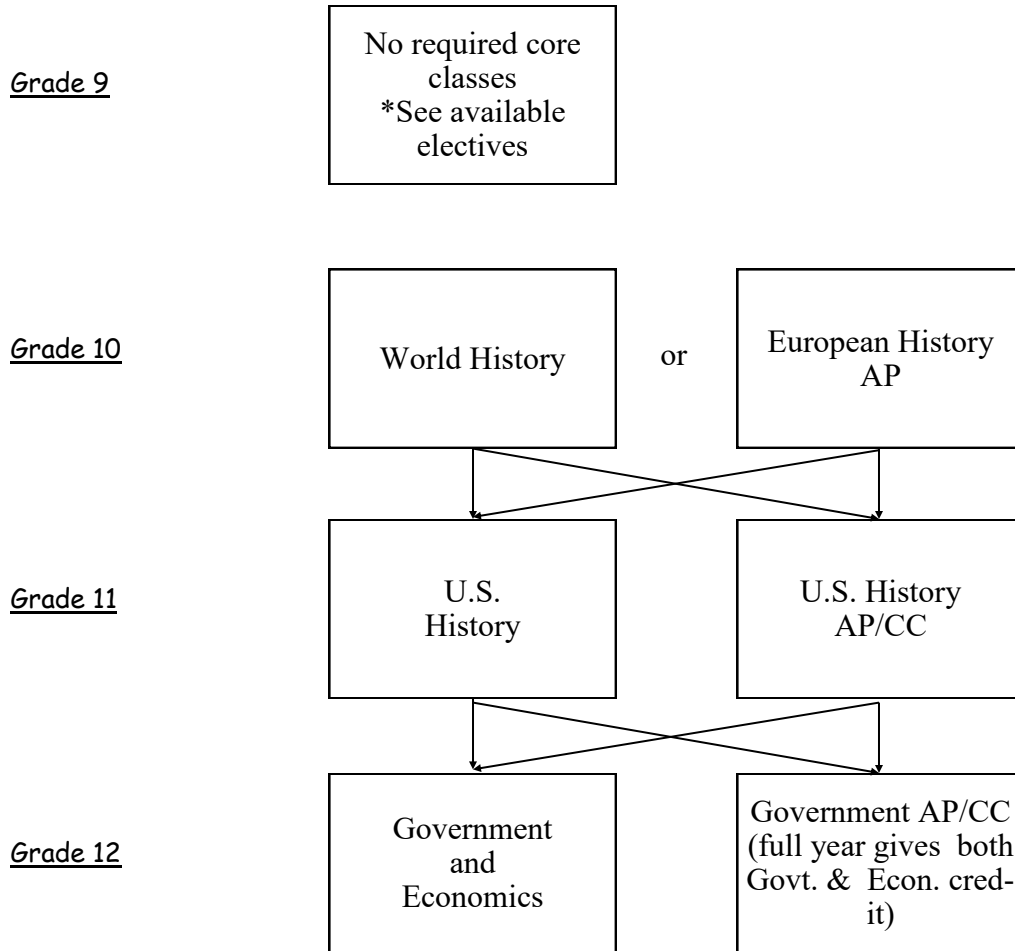 Grade 9
No required core
classes
*See available
electives
Grade 10
World History
or
European History
AP
Grade 11
U.S.
History
U.S. History
AP/CC
Grade 12
Government
and
Economics
Government AP/CC
(full year gives  both
Govt. &  Econ. cred-
it)